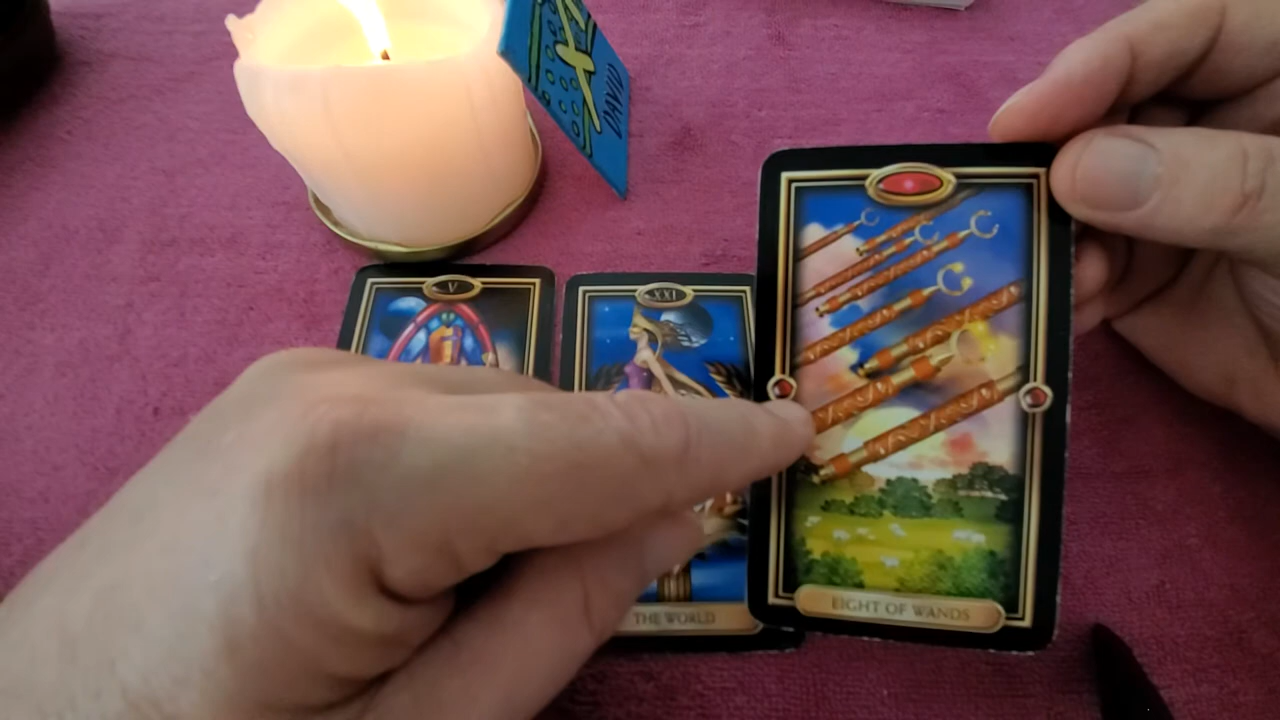 DAVID
V
XXI
THE WORLD
EIGHT OF WANDS